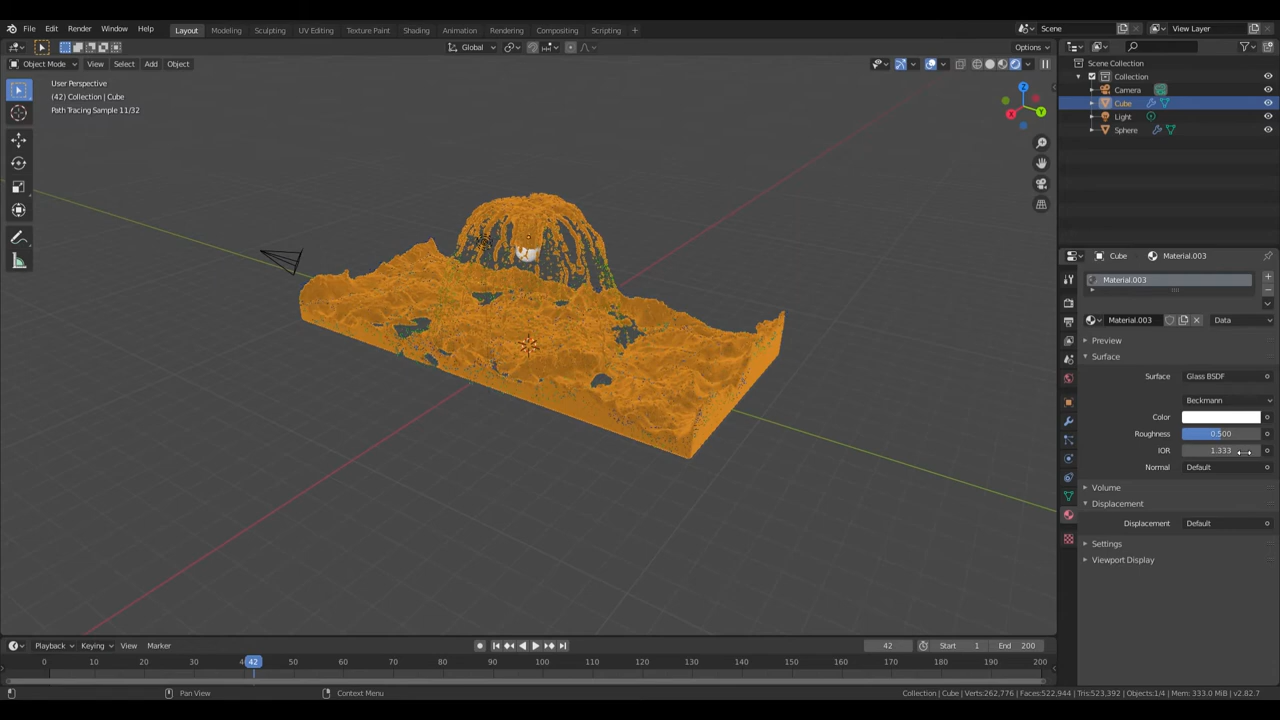 File Edit Render Window Help Layout Modeling Sculpting UV Editing Texture Paint Shading Animation Rendering Compositing Scripting + Scene View Layer
Global Options
Object Mode View Select Add Object
User Perspective
(42) Collection | Cube
Path Tracing Sample 11/32
X
Y
Z
Scene Collection
Collection
Camera
Cube
Light
Sphere
Cube Material.003
Material.003
Material.003 Data
Preview
Surface
Surface Glass BSDF
Beckmann
Color
Roughness 0.500
IOR 1.333
Normal Default
Volume
Displacement
Displacement Default
Settings
Viewport Display
Playback Keying View Marker 42 Start 1 End 200
0 10 20 30 4 42 50 60 70 80 90 100 110 120 130 140 150 160 170 180 190 200
Pan View Context Menu Collection | Cube | Verts:262,776 | Faces:522,944 | Tris:523,392 | Objects:1/4 | Mem: 333.0 MiB | v2.82.7